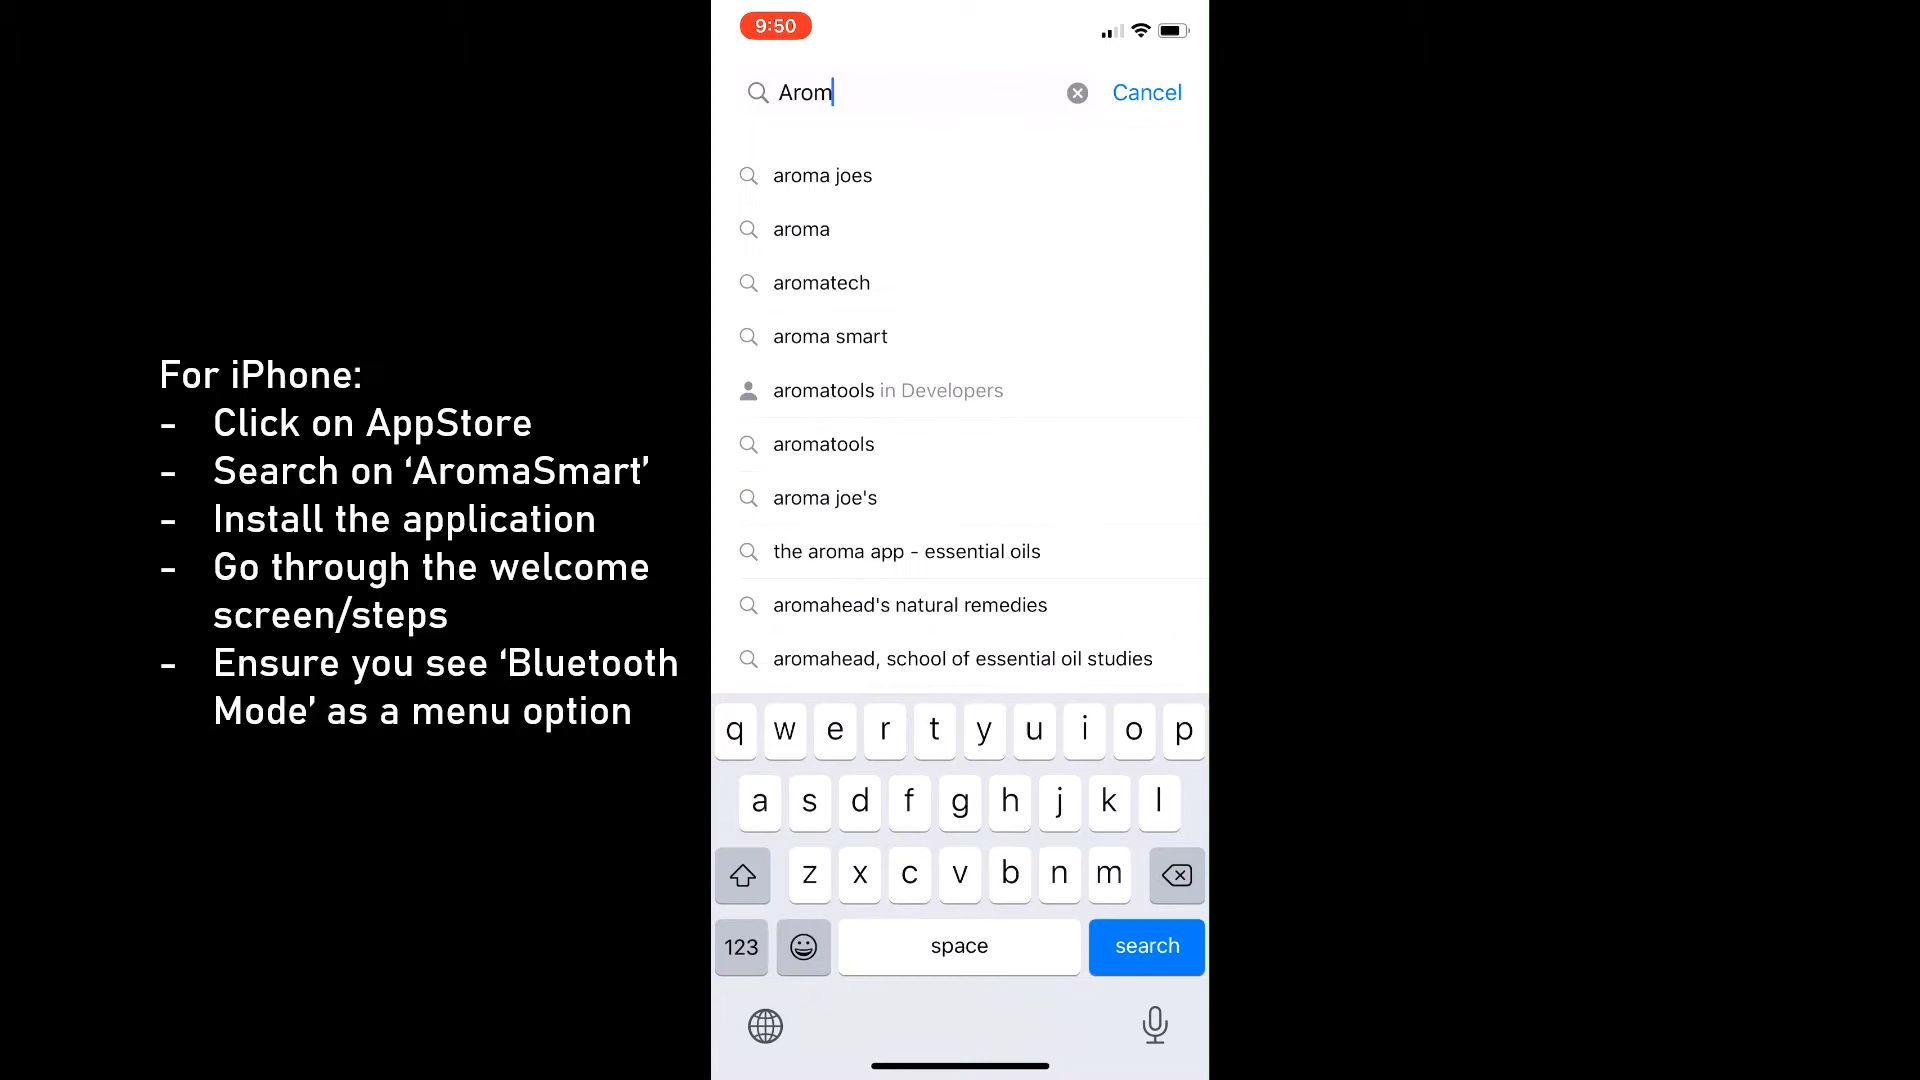 For iPhone:
- Click on AppStore
- Search on ‘AromaSmart’
- Install the application
- Go through the welcome
screen/steps
- Ensure you see ‘Bluetooth
Mode’ as a menu option
9:50
Arom
Cancel
aroma joes
aroma
aromatech
aroma smart
aromatools in Developers
aromatools
aroma joe's
the aroma app - essential oils
aromahead's natural remedies
aromahead, school of essential oil studies
q w e r t y u i o p
a s d f g h j k l
z x c v b n m
123 space search